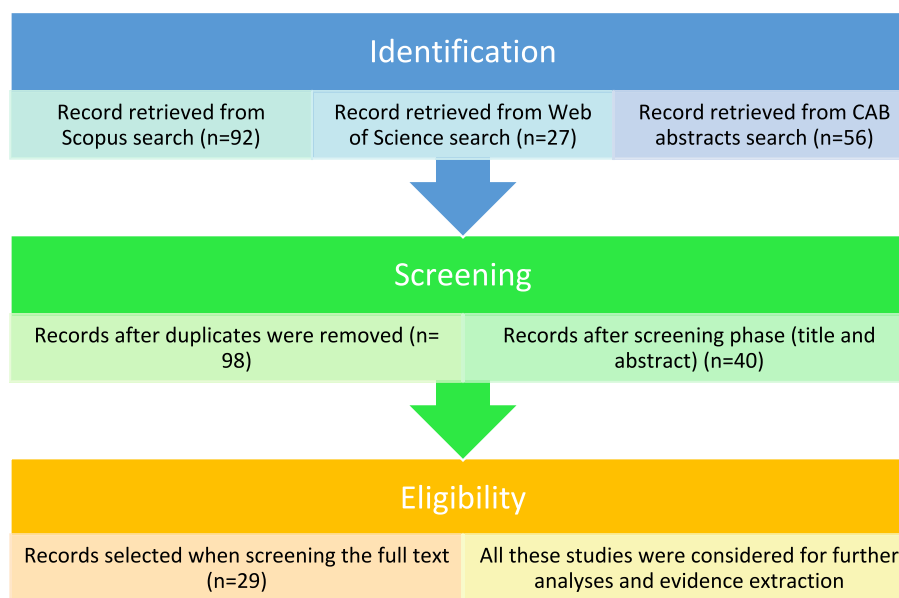 Identification
Record retrieved from
Scopus search (n=92)
Record retrieved from Web
of Science search (n=27)
Record retrieved from CAB
abstracts search (n=56)
Screening
Records after duplicates were removed (n=
98)
Records after screening phase (title and
abstract) (n=40)
Eligibility
Records selected when screening the full text
(n=29)
All these studies were considered for further
analyses and evidence extraction